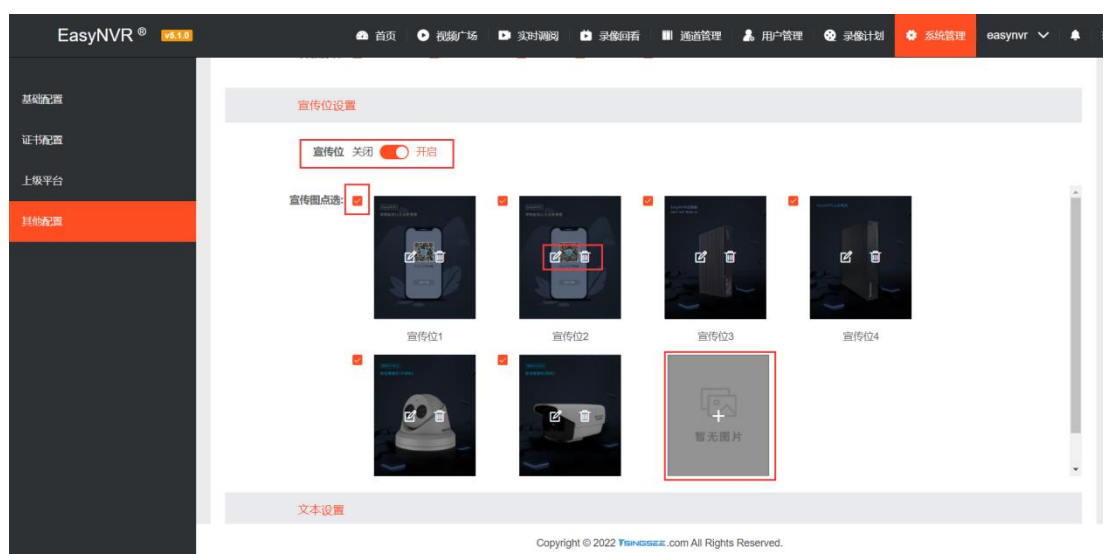 EasyNVR ® v5.1.0 首页 视频广场 实时调阅 录像回看 通道管理 用户管理 录像计划 系统管理 easynvr
基础配置
证书配置
上级平台
其他配置
宣传位设置
宣传位 关闭 开启
宣传图点选:
宣传位1 宣传位2 宣传位3 宣传位4
暂无图片
文本设置
Copyright © 2022 TSINGSEE.com All Rights Reserved.